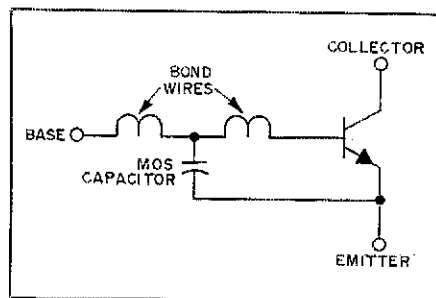 COLLECTOR
BOND
WIRES
BASE
MOS
CAPACITOR
EMITTER